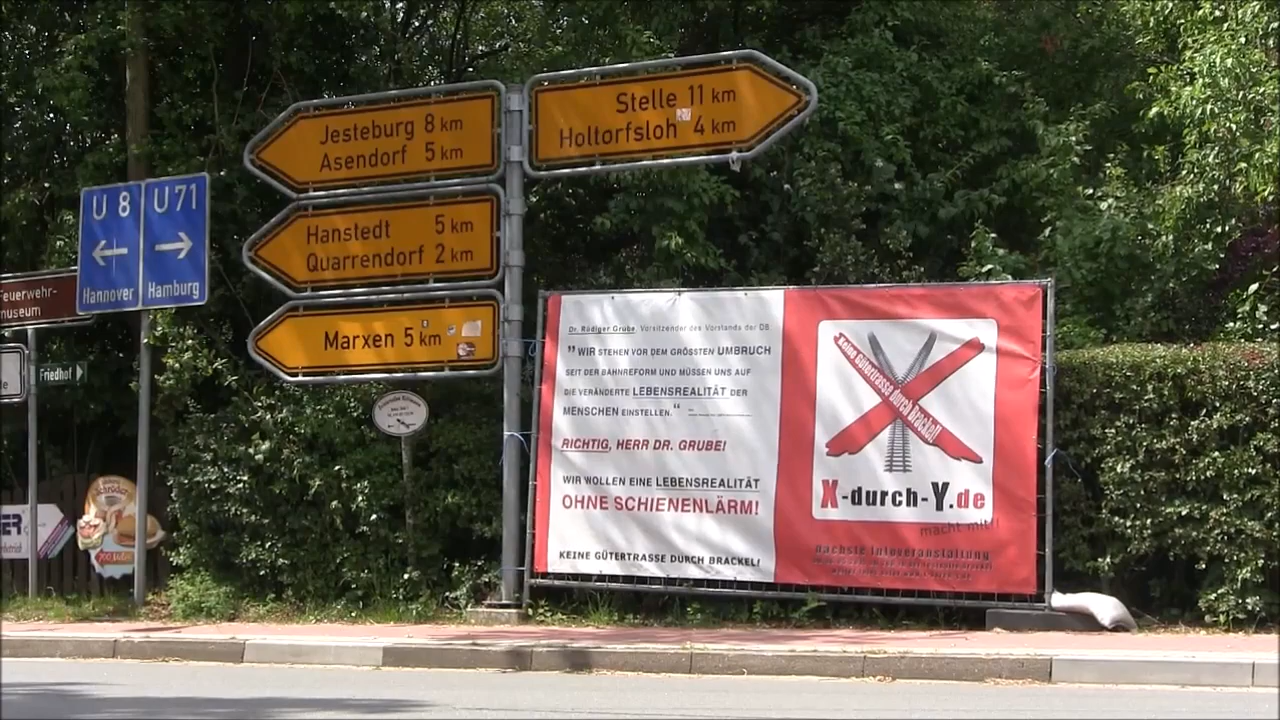 Jesteburg 8 km
Asendorf 5 km
Stelle 11 km
Holtorfsloh 4 km
Hanstedt 5 km
Quarrendorf 2 km
Marxen 5 km
U 8
Hannover
U 71
Hamburg
Feuerwehr-
museum
de
Friedhof
Schröder
Dr. Rüdiger Grube, Vorsitzender des Vorstands der DB
"WIR STEHEN VOR DEM GRÖSSTEN UMBRUCH
SEIT DER BAHNREFORM UND MÜSSEN UNS AUF
DIE VERÄNDERTE LEBENSREALITÄT DER
MENSCHEN EINSTELLEN."
RICHTIG, HERR DR. GRUBE!
WIR WOLLEN EINE LEBENSREALITÄT
OHNE SCHIENENLÄRM!
KEINE GÜTERTRASSE DURCH BRACKEL!
Keine Gütertrasse durch Brackel!
X-durch-Y.de
macht mit!
Nächste Infoveranstaltung